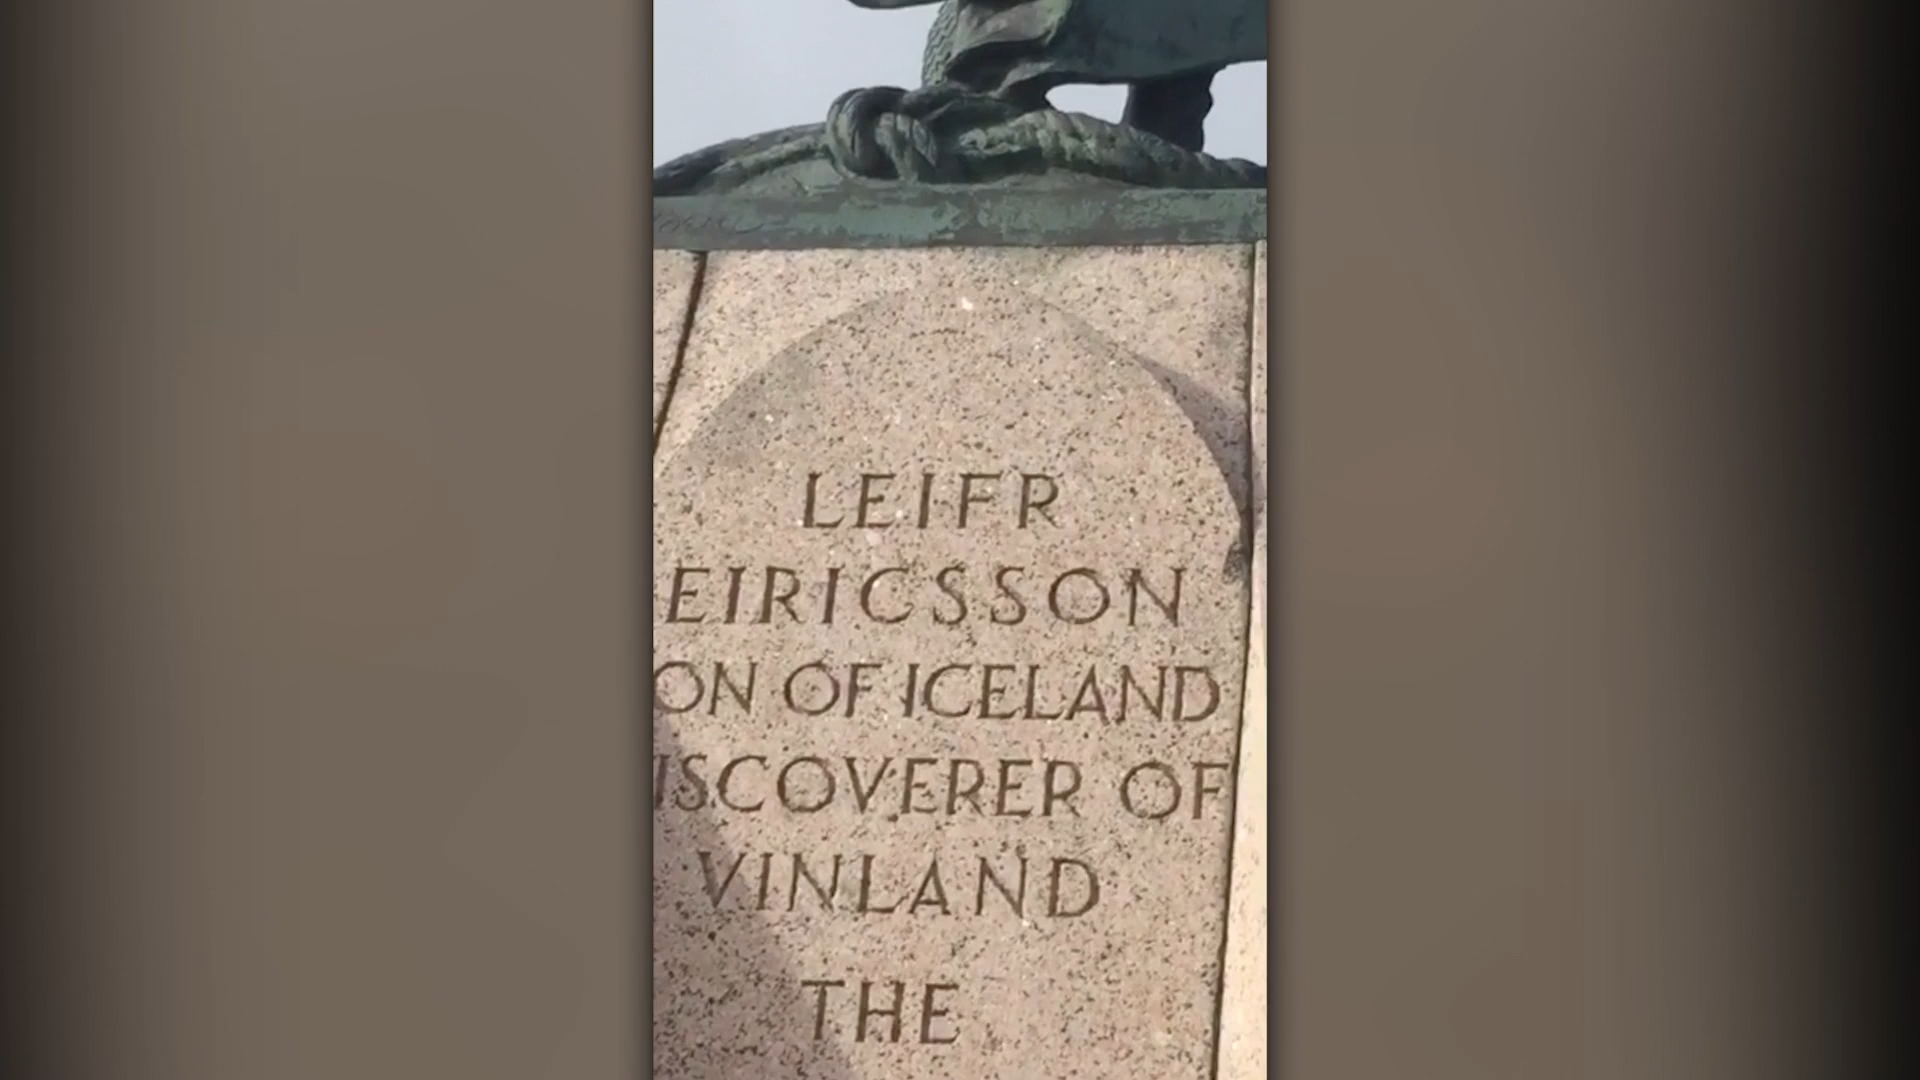 LEIFR
EIRICSSON
ON OF ICELAND
ISCOVERER OF
VINLAND
THE